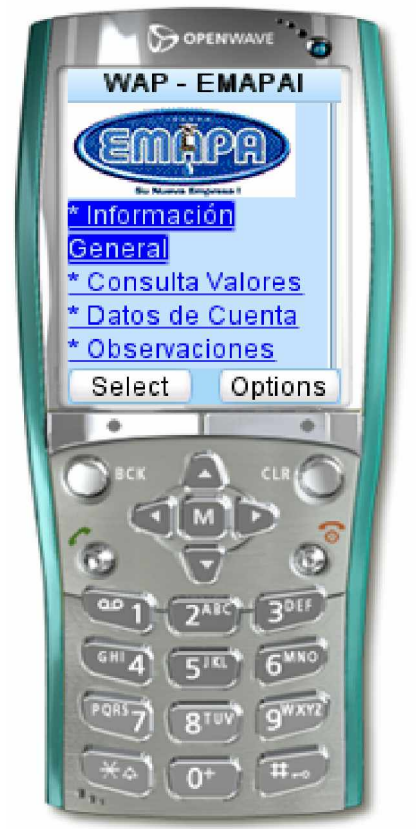 OPENWAVE
WAP - EMAPAI
EMAPA
Su Nueva Empresa !
* Información
General
* Consulta Valores
* Datos de Cuenta
* Observaciones
Select Options
BCK CLR
M
1 2ABC 3DEF
GHI4 5JKL 6MNO
PQRS7 8TUV 9WXYZ
* 0+ #